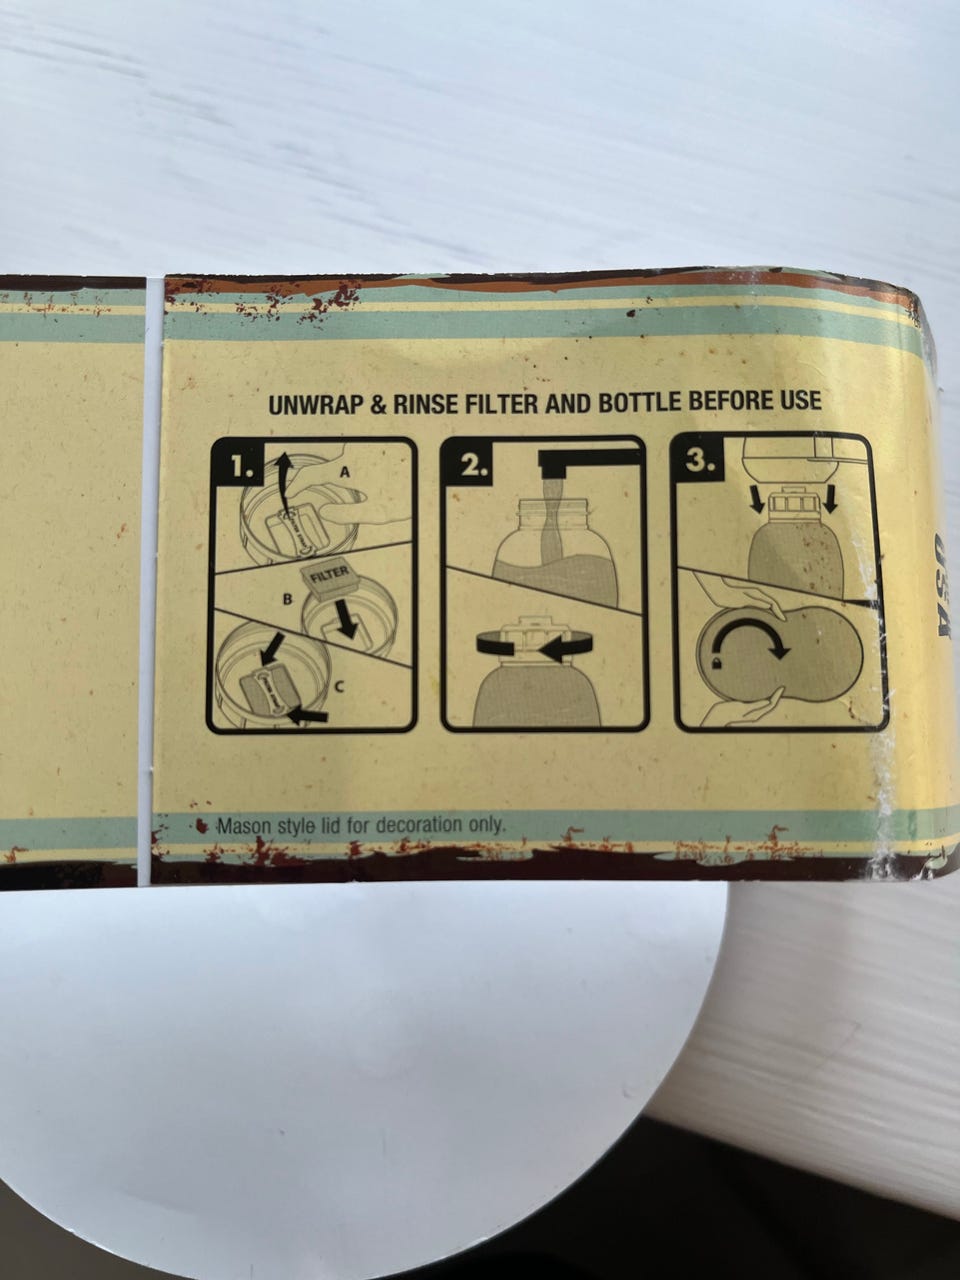 UNWRAP & RINSE FILTER AND BOTTLE BEFORE USE
1.
A
FILTER
B
C
2.
3.
USA
Mason style lid for decoration only.